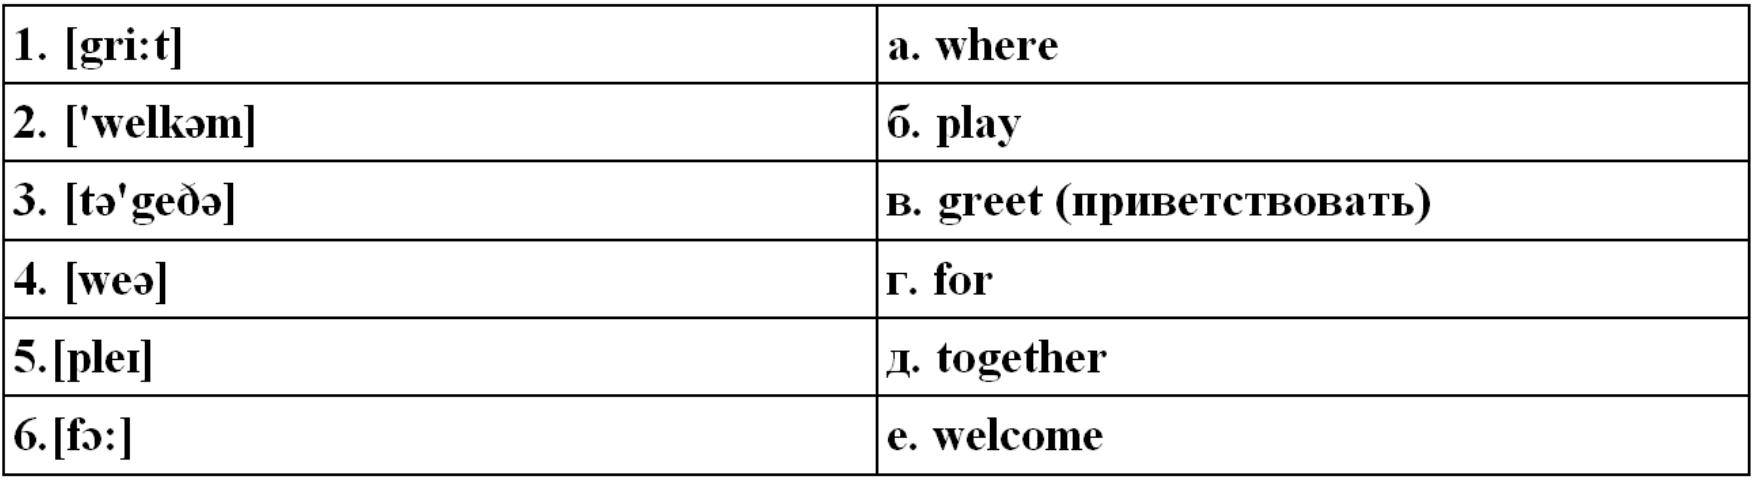 1. [gri:t] а. where
2. ['welkəm] б. play
3. [tə'geðə] в. greet (приветствовать)
4. [weə] г. for
5.[pleɪ] д. together
6.[fɔ:] е. welcome